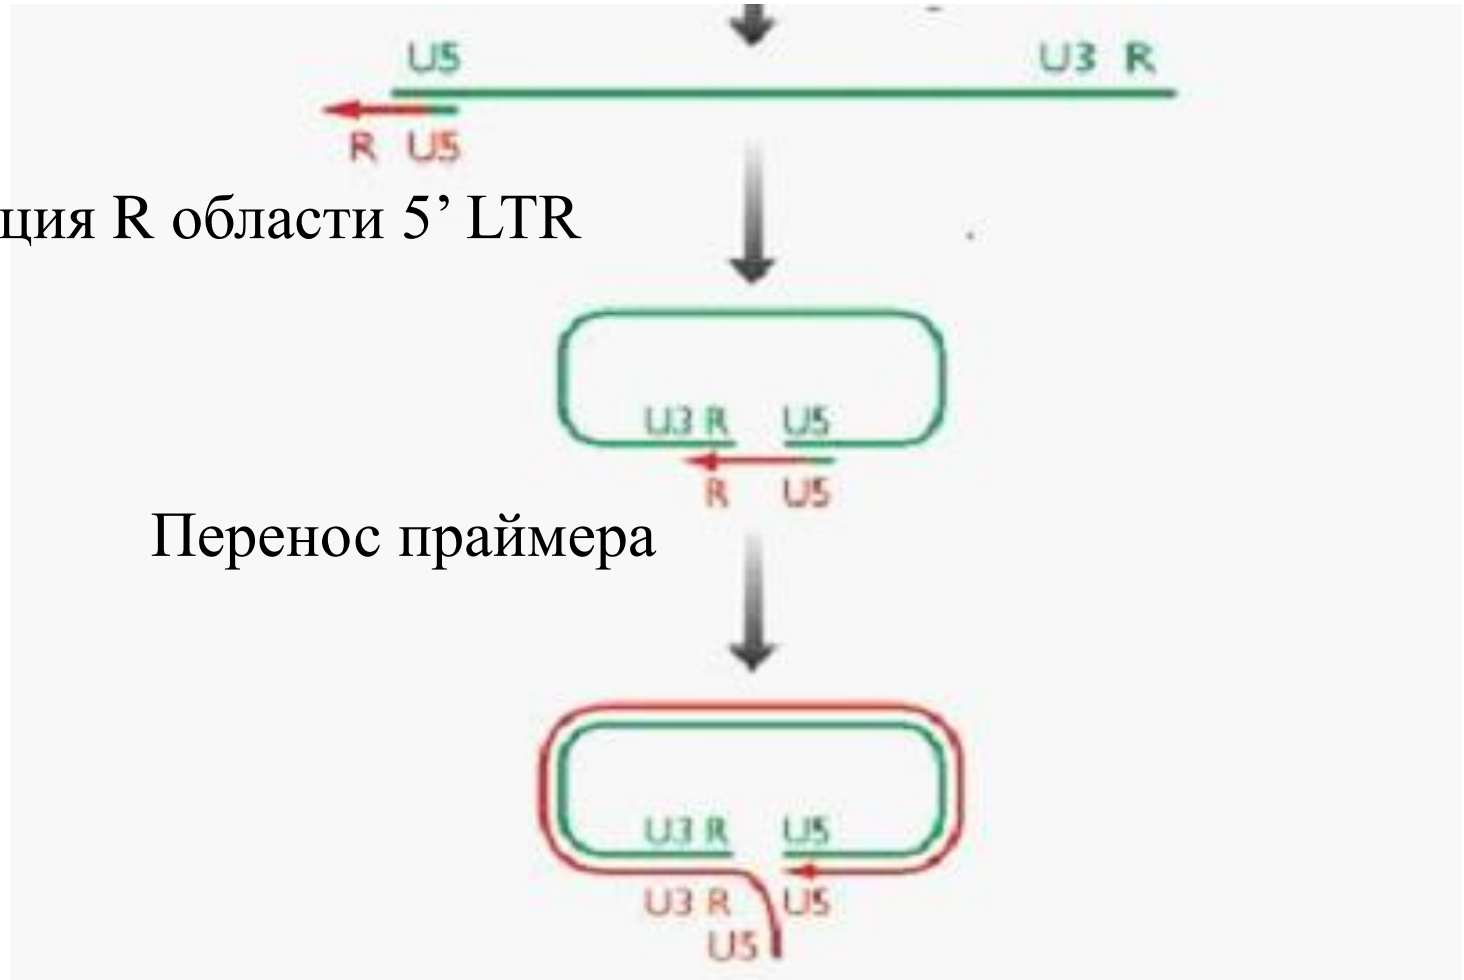 U5 U3 R
R U5
ция R области 5’ LTR
U3 R U5
R U5
Перенос праймера
U3 R U5
U3 R U5
U5